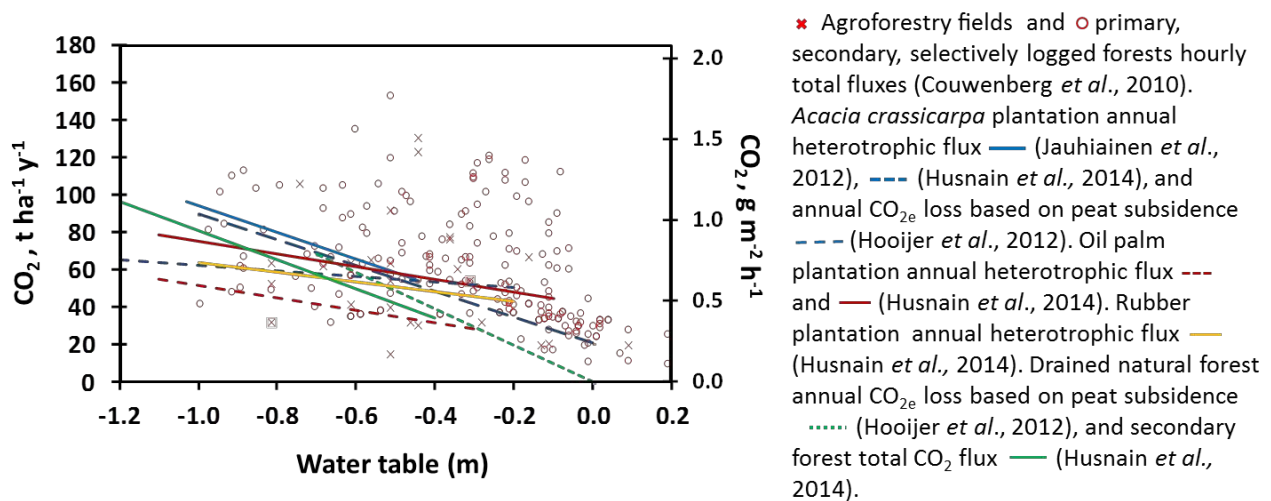 180
160
140
120
100
80
60
40
20
0
CO2 , t ha-1 y-1
-1.2 -1.0 -0.8 -0.6 -0.4 -0.2 0.0 0.2
Water table (m)
2.0
1.5
1.0
0.5
0.0
CO2 , g m-2 h-1
Agroforestry fields and primary,
secondary, selectively logged forests hourly
total fluxes (Couwenberg et al., 2010).
Acacia crassicarpa plantation annual
heterotrophic flux (Jauhiainen et al.,
2012), (Husnain et al., 2014), and
annual CO2e loss based on peat subsidence
(Hooijer et al., 2012). Oil palm
plantation annual heterotrophic flux
and (Husnain et al., 2014). Rubber
plantation annual heterotrophic flux
(Husnain et al., 2014). Drained natural forest
annual CO2e loss based on peat subsidence
(Hooijer et al., 2012), and secondary
forest total CO2 flux (Husnain et al.,
2014).